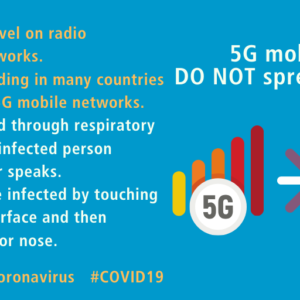 vel on radio
works.
ding in many countries
G mobile networks.
d through respiratory
infected person
r speaks.
e infected by touching
rface and then
or nose.
5G mob
DO NOT spre
5G
oronavirus #COVID19